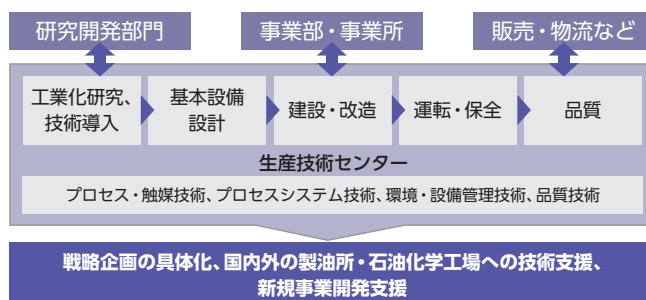 研究開発部門
事業部・事業所
販売・物流など
工業化研究、
技術導入
基本設備
設計
建設・改造
運転・保全
品質
生産技術センター
プロセス・触媒技術、プロセスシステム技術、環境・設備管理技術、品質技術
戦略企画の具体化、国内外の製油所・石油化学工場への技術支援、
新規事業開発支援